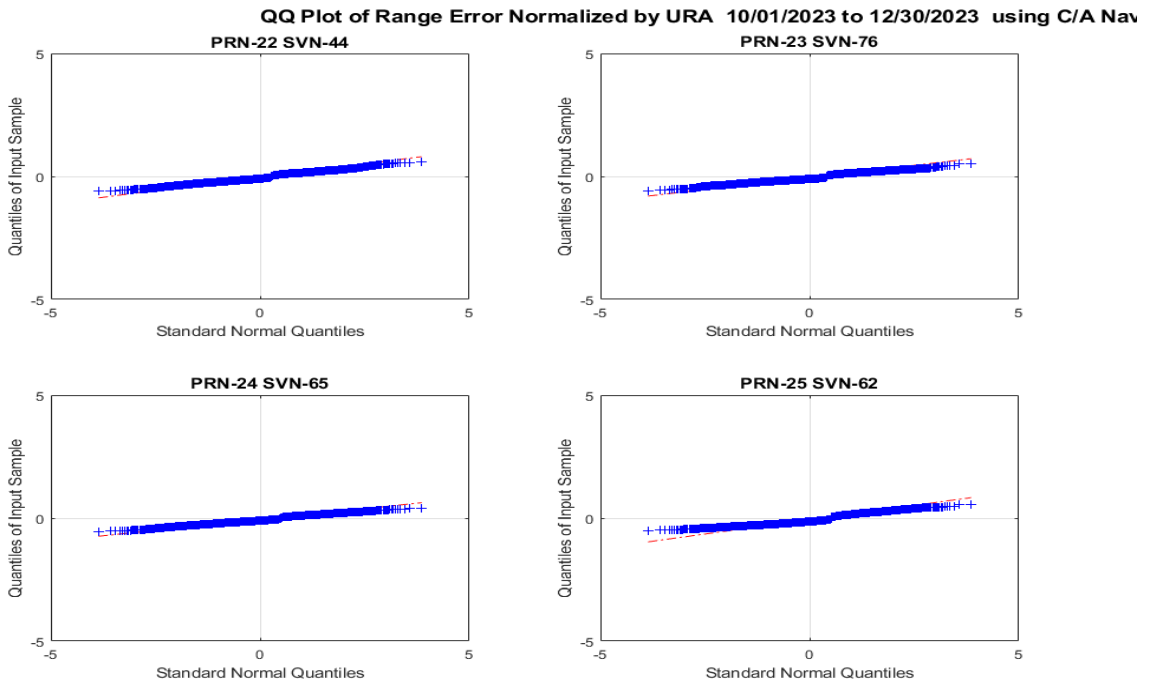 QQ Plot of Range Error Normalized by URA 10/01/2023 to 12/30/2023 using C/A Nav
PRN-22 SVN-44
5
0
-5
-5 0 5
Quantiles of Input Sample
Standard Normal Quantiles
PRN-23 SVN-76
5
0
-5
-5 0 5
Quantiles of Input Sample
Standard Normal Quantiles
PRN-24 SVN-65
5
0
-5
-5 0 5
Quantiles of Input Sample
Standard Normal Quantiles
PRN-25 SVN-62
5
0
-5
-5 0 5
Quantiles of Input Sample
Standard Normal Quantiles